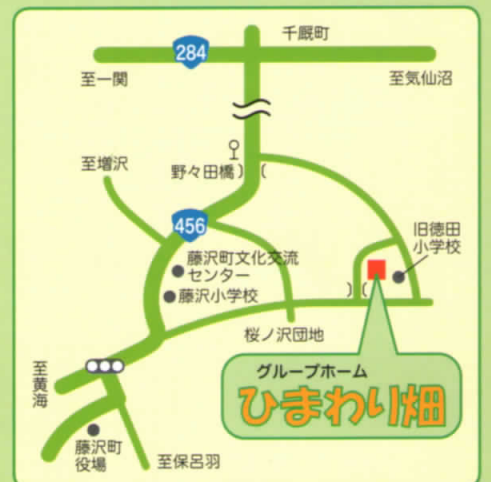 千厩町
284
至一関
至気仙沼
至増沢
野々田橋
456
旧徳田
小学校
藤沢町文化交流
センター
藤沢小学校
桜ノ沢団地
至黄海
グループホーム
ひまわり畑
藤沢町
役場
至保呂羽